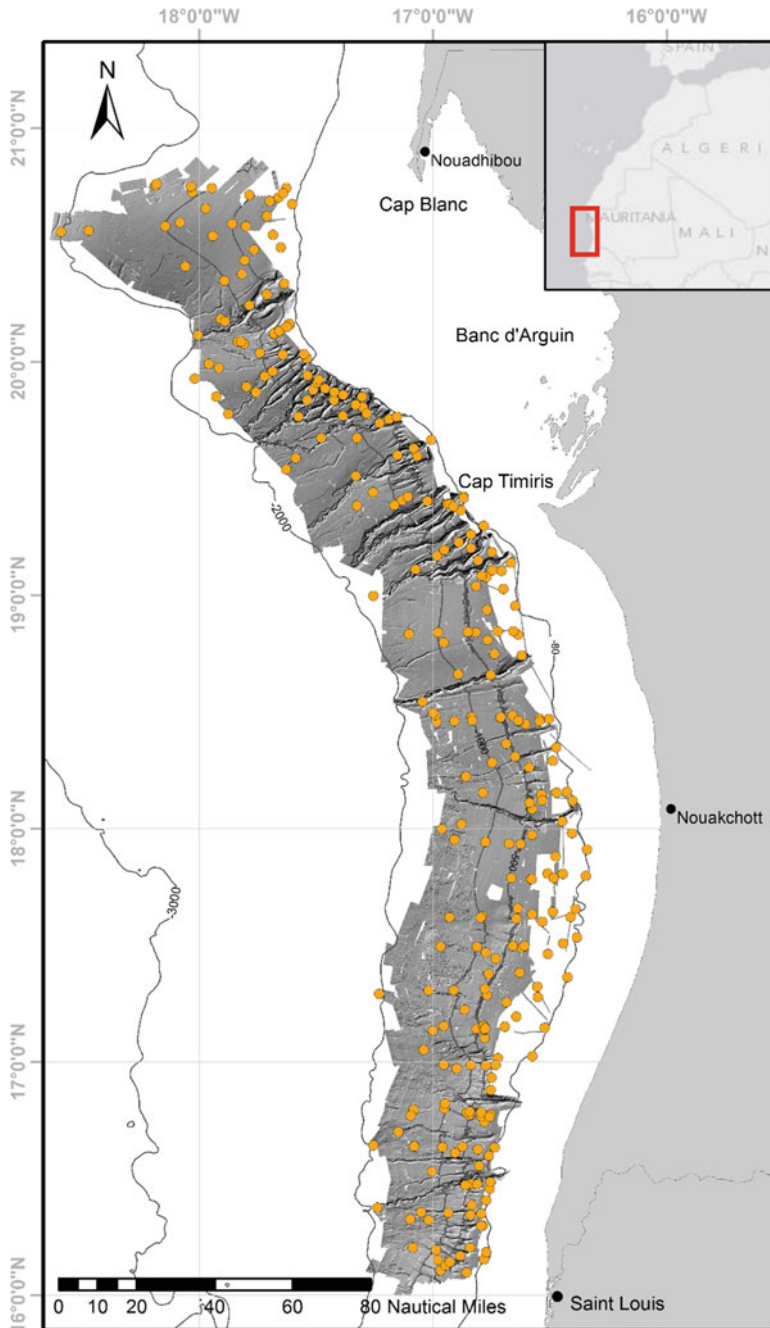 18°0'0"W 17°0'0"W 16°0'0"W
N
SPAIN
ALGERI
MAURITANIA
MALI
N
21°0'0"N
Nouadhibou
Cap Blanc
Banc d'Arguin
20°0'0"N
Cap Timiris
-2000
19°0'0"N
-80
-1000
Nouakchott
18°0'0"N
-500
-3000
17°0'0"N
0 10 20 40 60 80 Nautical Miles
16°0'0"N
Saint Louis